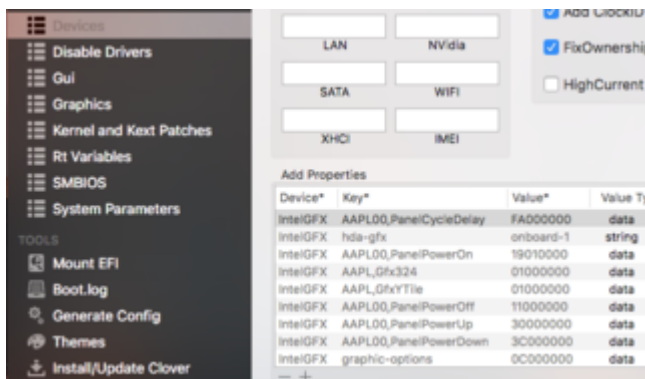 Devices
Disable Drivers
Gui
Graphics
Kernel and Kext Patches
Rt Variables
SMBIOS
System Parameters
TOOLS
Mount EFI
Boot.log
Generate Config
Themes
Install/Update Clover
LAN NVidia
SATA WIFI
XHCI IMEI
Add ClockID
FixOwnership
HighCurrent
Add Properties
Device* Key* Value* Value Ty
IntelGFX AAPL00,PanelCycleDelay FA000000 data
IntelGFX hda-gfx onboard-1 string
IntelGFX AAPL00,PanelPowerOn 19010000 data
IntelGFX AAPL,Gfx324 01000000 data
IntelGFX AAPL,GfxYTile 01000000 data
IntelGFX AAPL00,PanelPowerOff 11000000 data
IntelGFX AAPL00,PanelPowerUp 30000000 data
IntelGFX AAPL00,PanelPowerDown 3C000000 data
IntelGFX graphic-options 0C000000 data